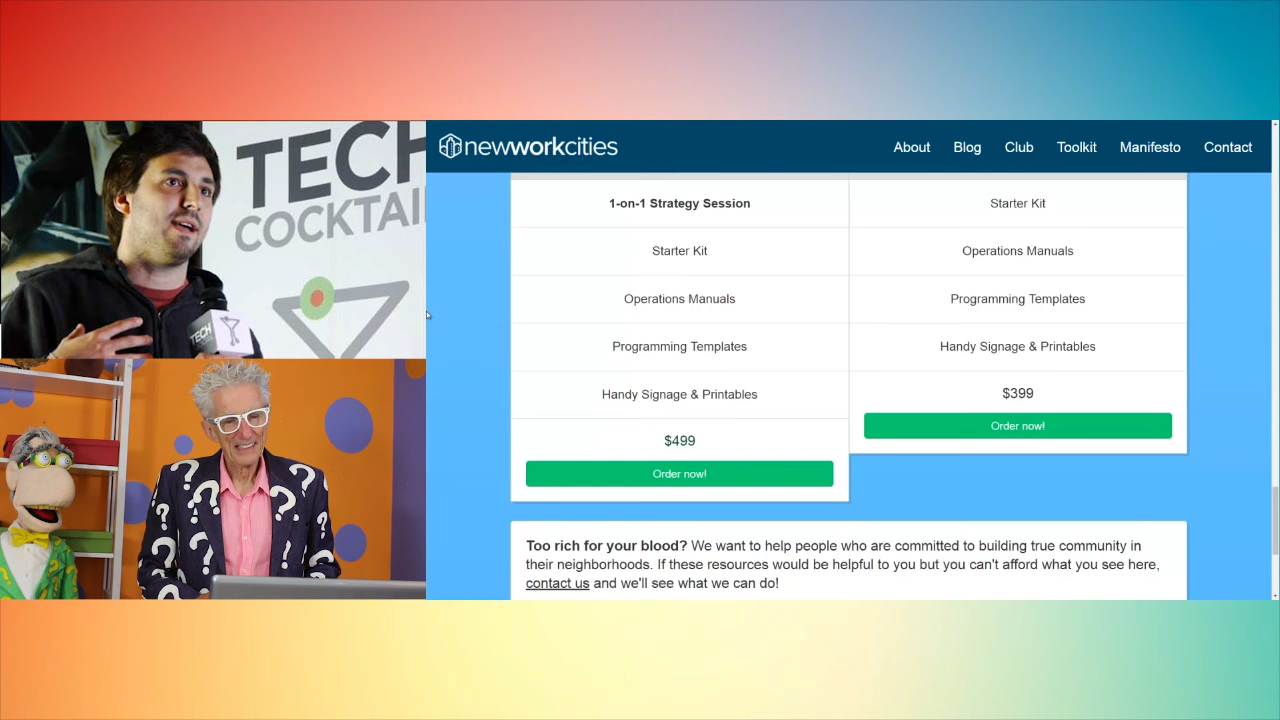 TECH
COCKTAI
TECH
newworkcities
About Blog Club Toolkit Manifesto Contact
1-on-1 Strategy Session
Starter Kit
Operations Manuals
Programming Templates
Handy Signage & Printables
$499
Order now!
Starter Kit
Operations Manuals
Programming Templates
Handy Signage & Printables
$399
Order now!
Too rich for your blood? We want to help people who are committed to building true community in
their neighborhoods. If these resources would be helpful to you but you can't afford what you see here,
contact us and we'll see what we can do!